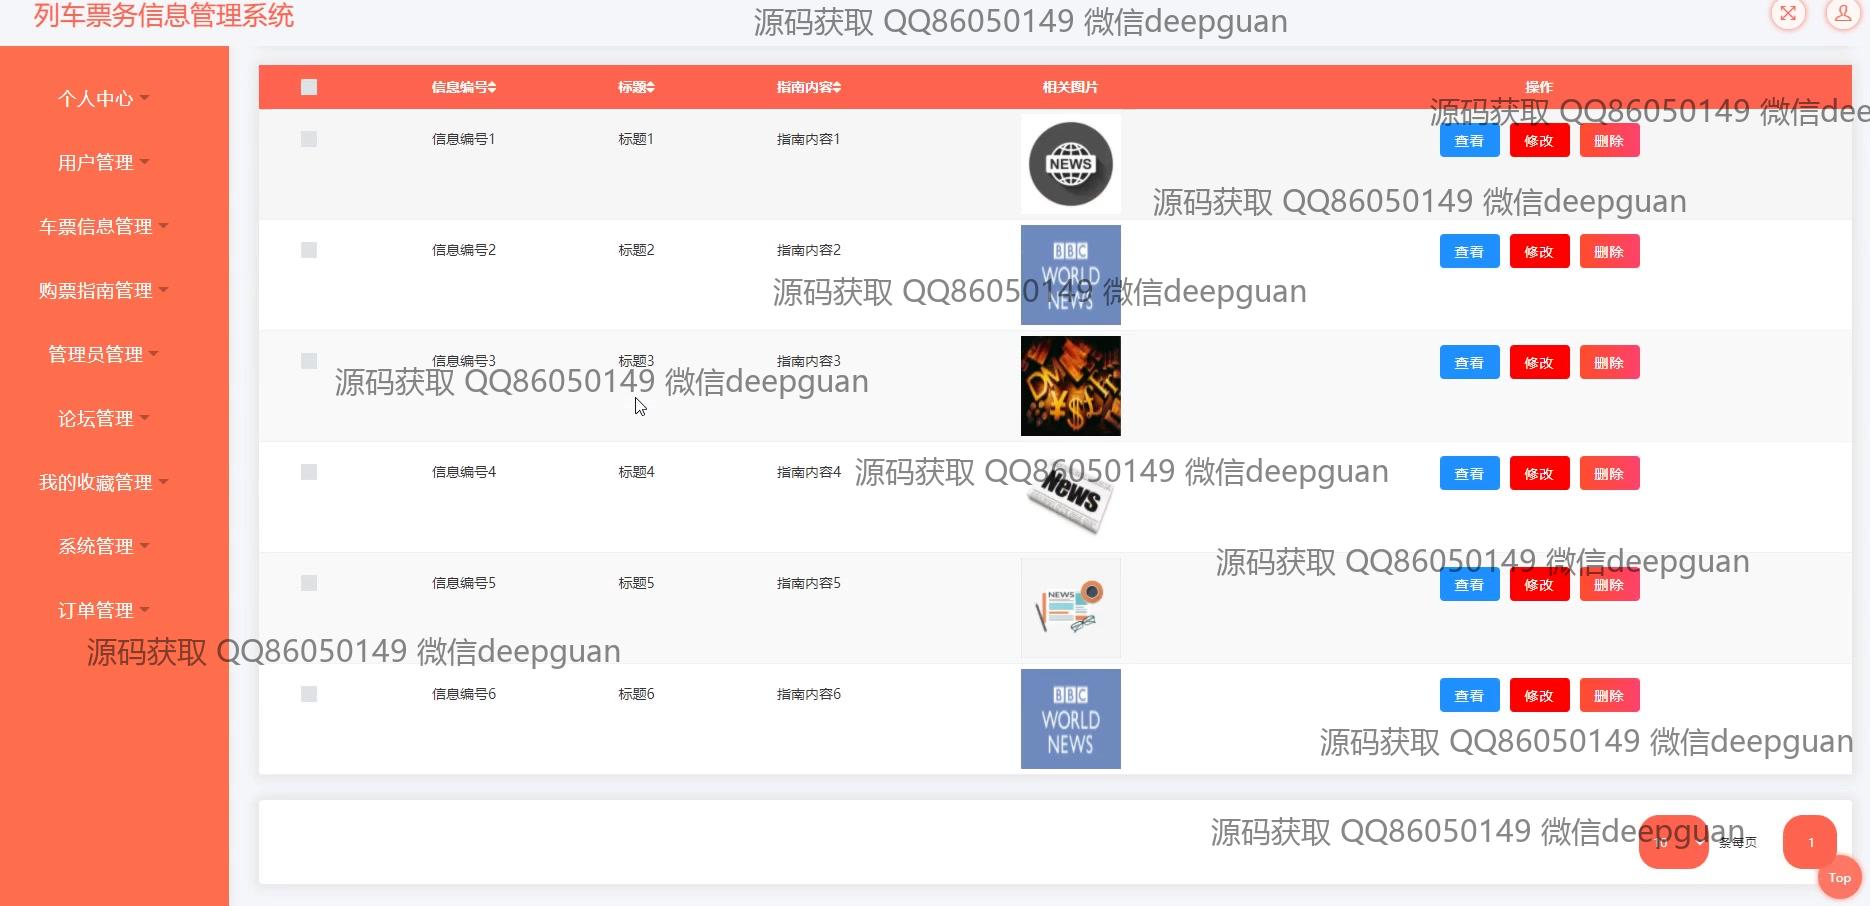 列车票务信息管理系统
源码获取 QQ86050149 微信deepguan
个人中心
用户管理
车票信息管理
购票指南管理
管理员管理
论坛管理
我的收藏管理
系统管理
订单管理
信息编号 标题 指南内容 相关图片 操作
源码获取 QQ86050149 微信dee
信息编号1 标题1 指南内容1 NEWS 查看 修改 删除
源码获取 QQ86050149 微信deepguan
信息编号2 标题2 指南内容2 BBC WORLD NEWS 查看 修改 删除
源码获取 QQ86050149 微信deepguan
信息编号3 标题3 指南内容3 查看 修改 删除
源码获取 QQ86050149 微信deepguan
信息编号4 标题4 指南内容4 News 查看 修改 删除
源码获取 QQ86050149 微信deepguan
源码获取 QQ86050149 微信deepguan
信息编号5 标题5 指南内容5 NEWS 查看 修改 删除
源码获取 QQ86050149 微信deepguan
信息编号6 标题6 指南内容6 BBC WORLD NEWS 查看 修改 删除
源码获取 QQ86050149 微信deepguan
源码获取 QQ86050149 微信deepguan
10 条每页 1
Top